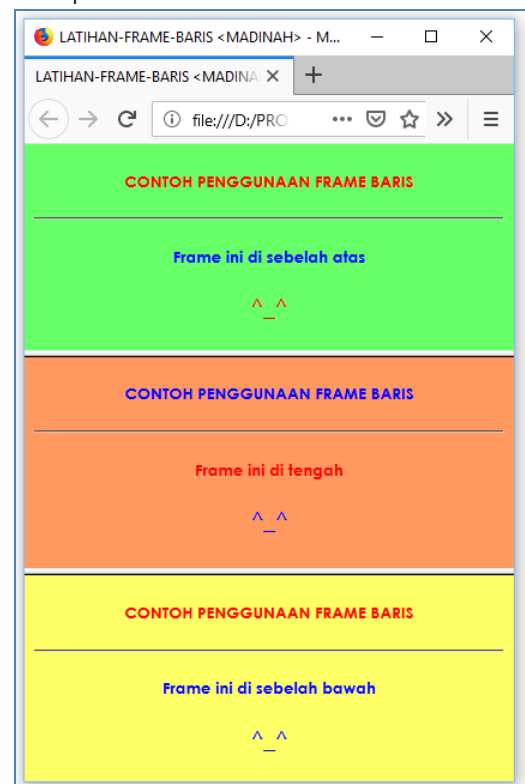 LATIHAN-FRAME-BARIS <MADINAH> - M...
LATIHAN-FRAME-BARIS <MADINA
file:///D:/PRO
CONTOH PENGGUNAAN FRAME BARIS
Frame ini di sebelah atas
^_^
CONTOH PENGGUNAAN FRAME BARIS
Frame ini di tengah
^_^
CONTOH PENGGUNAAN FRAME BARIS
Frame ini di sebelah bawah
^_^